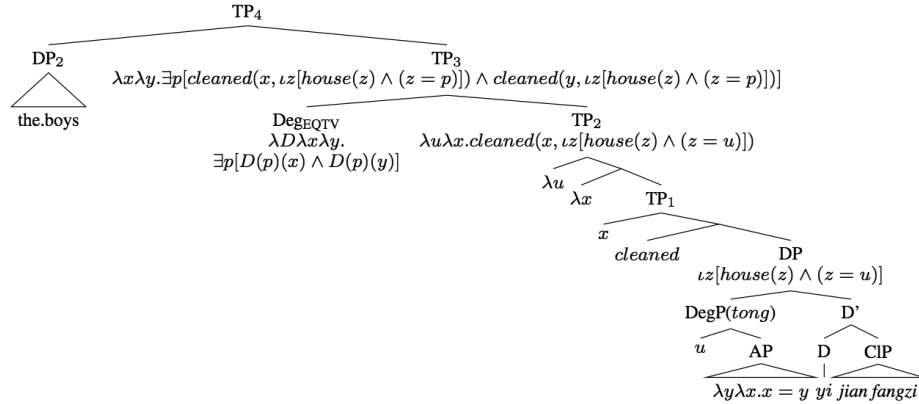 TP₄
DP₂ TP₃
λxλy.∃p[cleaned(x, ιz[house(z) ∧ (z = p)]) ∧ cleaned(y, ιz[house(z) ∧ (z = p)])]
the.boys
Deg_EQTV TP₂
λDλxλy. λuλx.cleaned(x, ιz[house(z) ∧ (z = u)])
∃p[D(p)(x) ∧ D(p)(y)]
λu
λx TP₁
x
cleaned DP
ιz[house(z) ∧ (z = u)]
DegP(tong) D'
u AP D ClP
λyλx.x = y yi jian fangzi